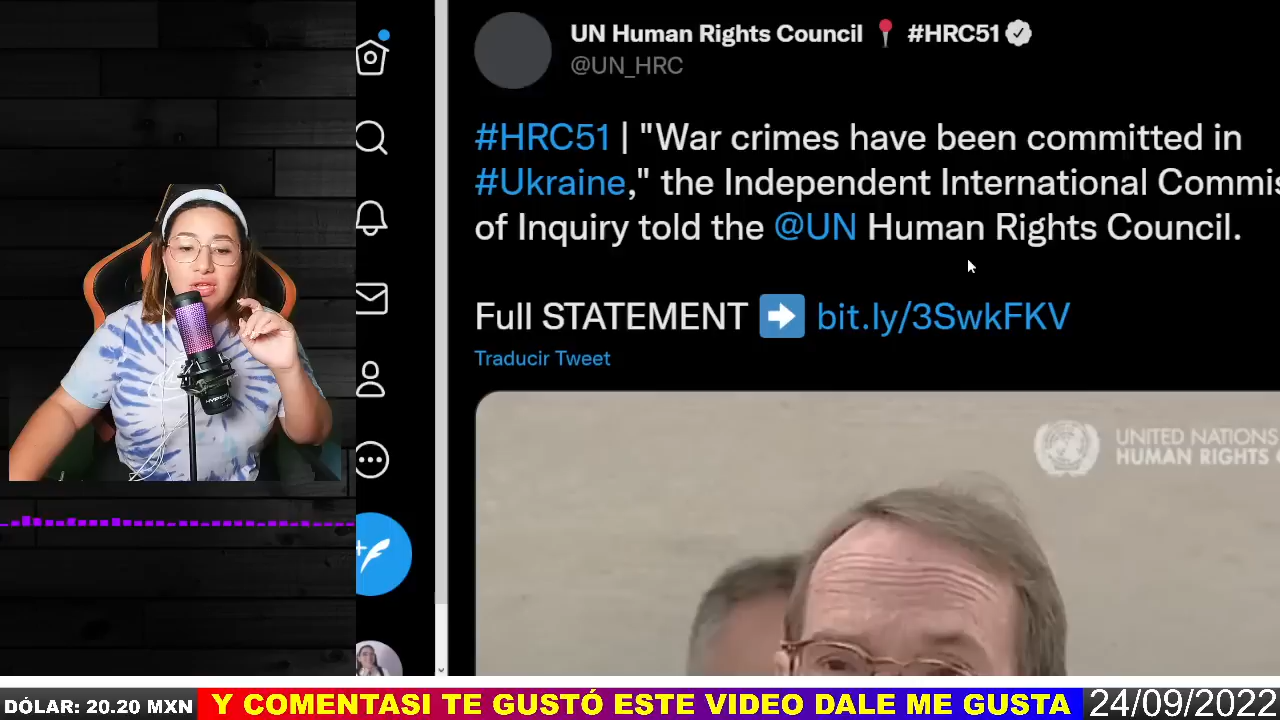 UN Human Rights Council 📍 #HRC51
@UN_HRC
#HRC51 | "War crimes have been committed in
#Ukraine," the Independent International
of Inquiry told the @UN Human Rights Council.
Full STATEMENT ➡ bit.ly/3SwkFKV
Traducir Tweet
UNITED NATIONS
HUMAN RIGHTS
HYPERX
DÓLAR: 20.20 MXN
Y COMENTASI TE GUSTÓ ESTE VIDEO DALE ME GUSTA
24/09/2022